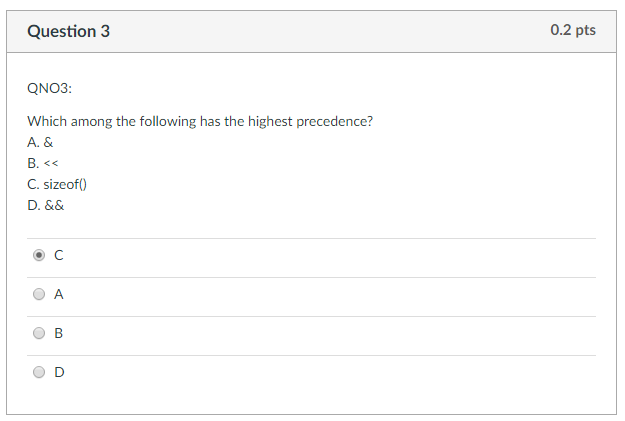 Question 3
0.2 pts
QNO3:
Which among the following has the highest precedence?
A. &
B. <<
C. sizeof()
D. &&
C
A
B
D